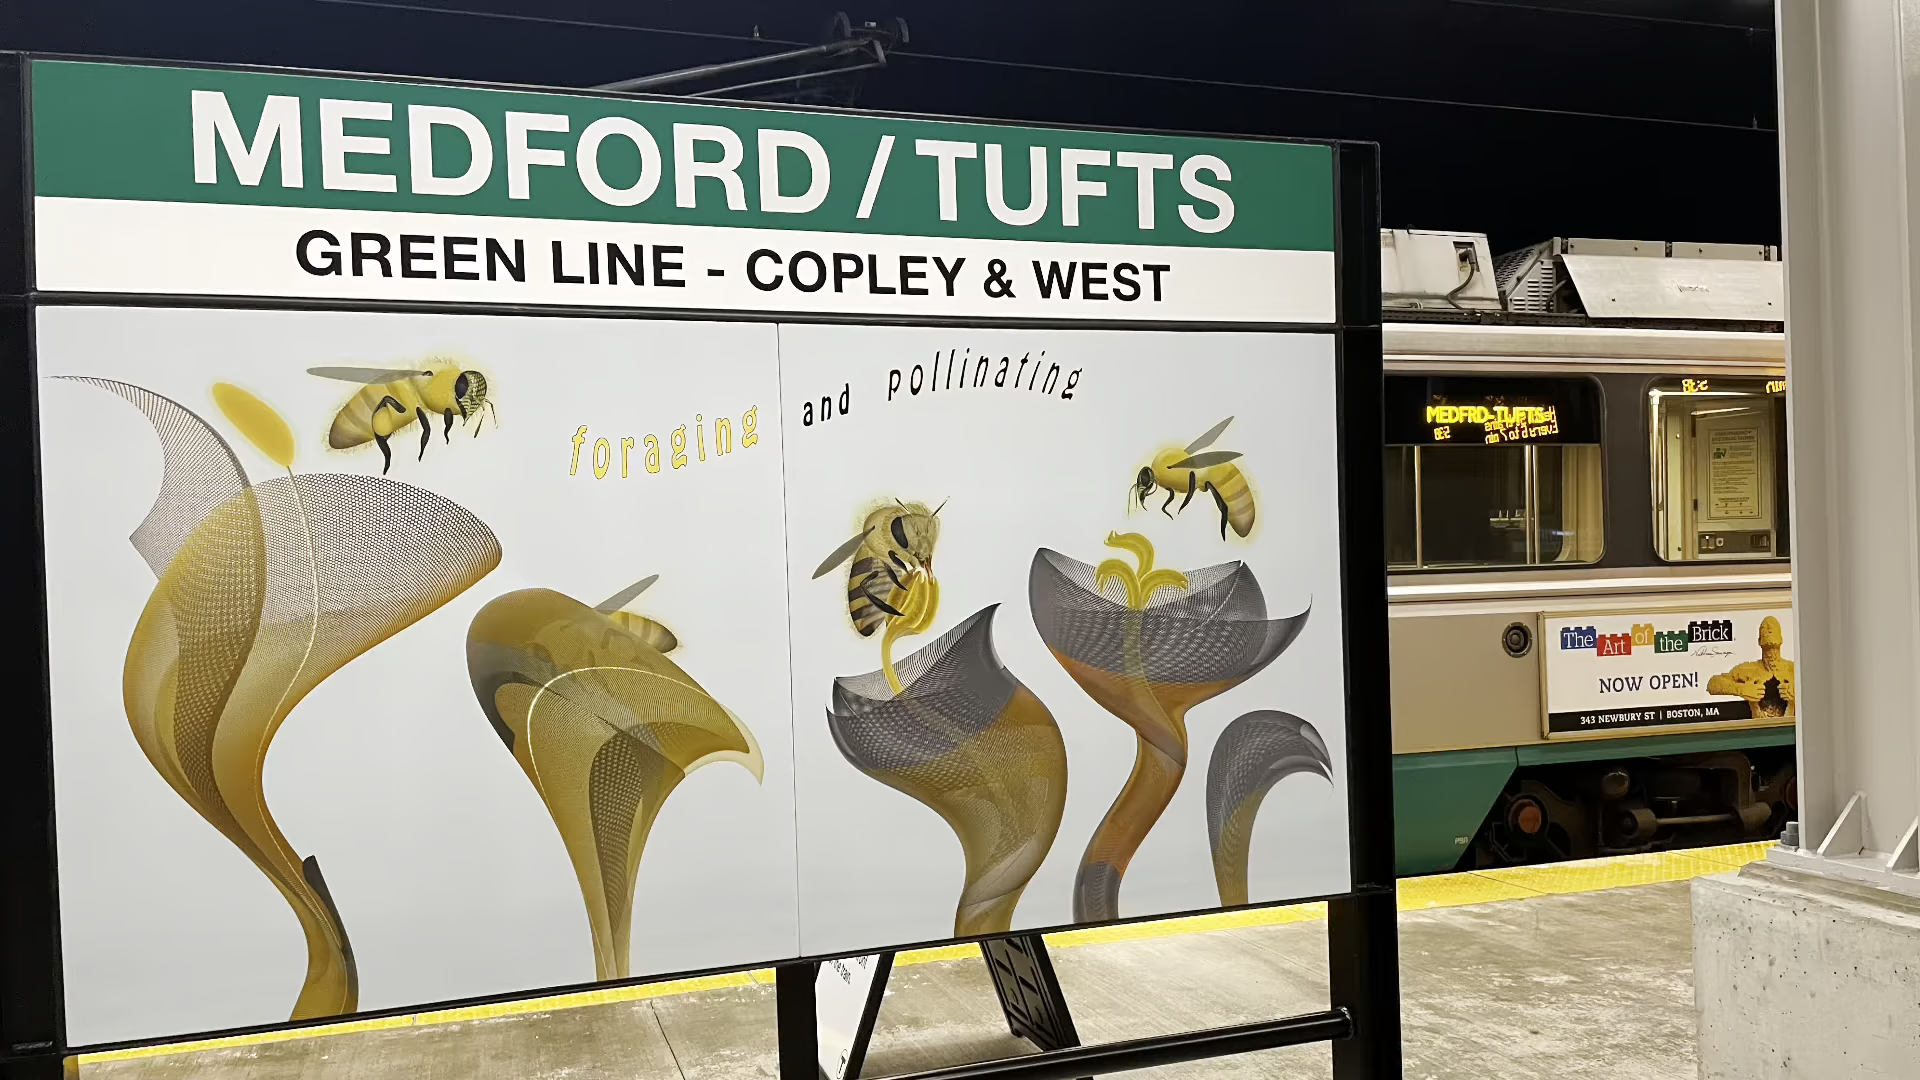 MEDFORD / TUFTS
GREEN LINE - COPLEY & WEST
foraging and pollinating
MEDFRD-TUFTS
The Art of the Brick
NOW OPEN!
343 NEWBURY ST | BOSTON, MA